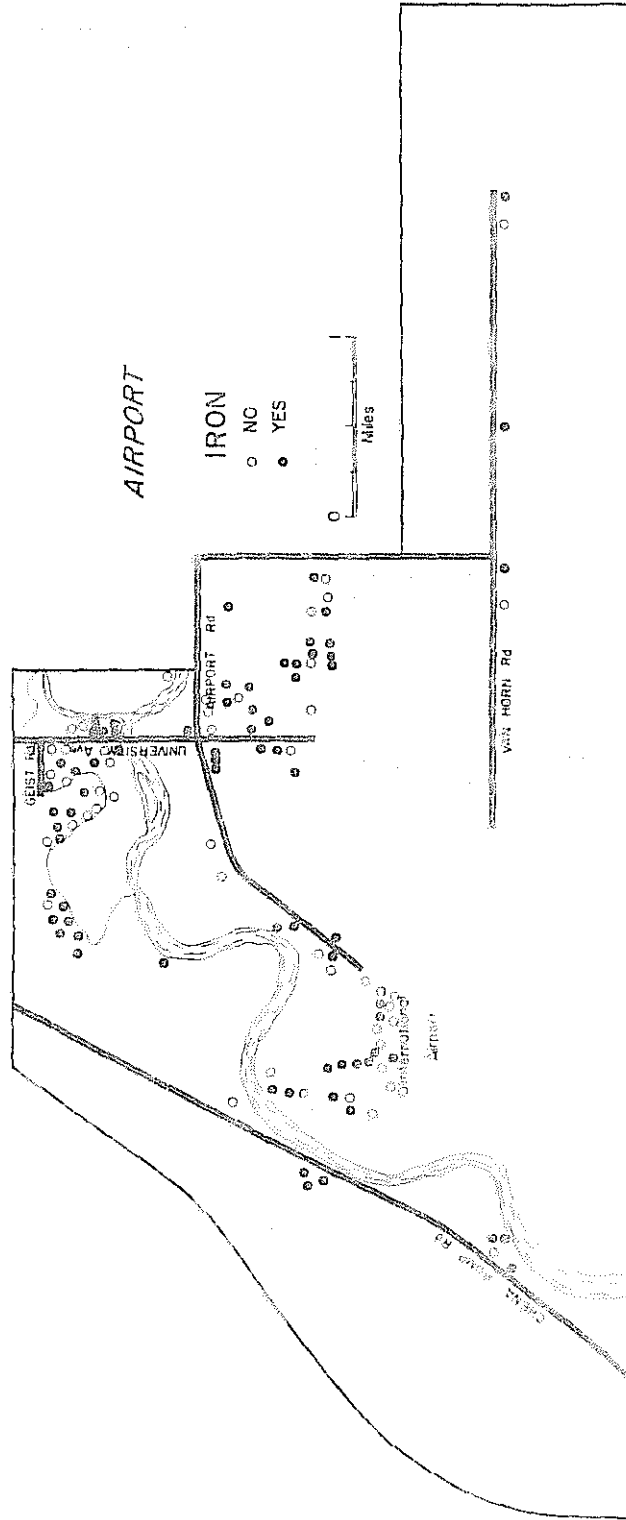 AIRPORT
IRON
NO
YES
0 1
Miles
GEIST Rd
UNIVERSITY Ave
AIRPORT Rd
VAN HORN Rd
International
Airport
CHENA PUMP Rd